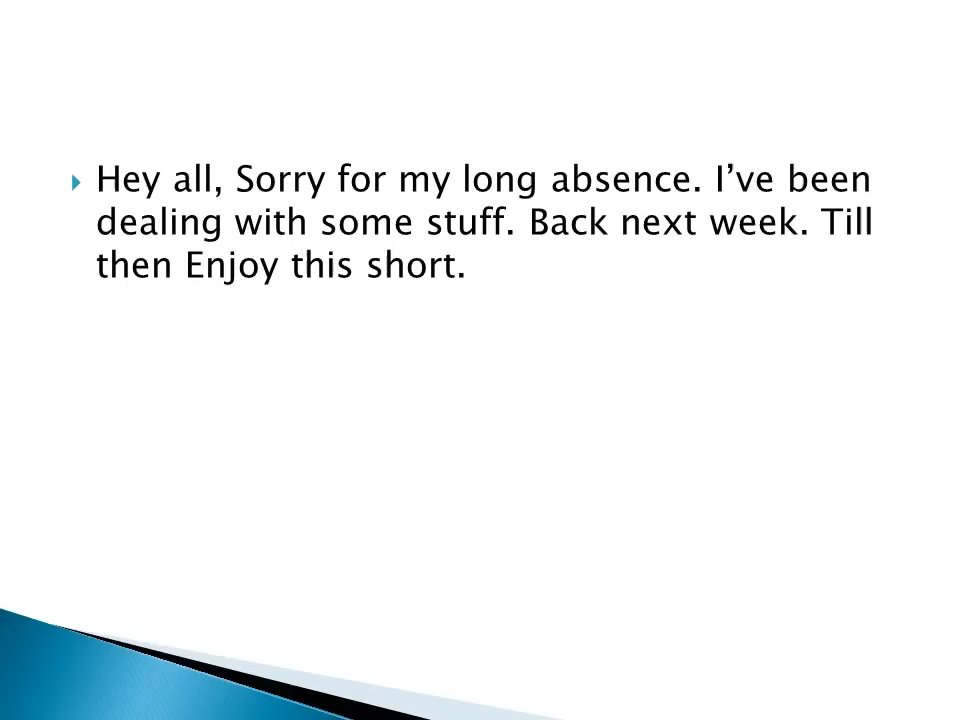 Hey all, Sorry for my long absence. I’ve been
dealing with some stuff. Back next week. Till
then Enjoy this short.